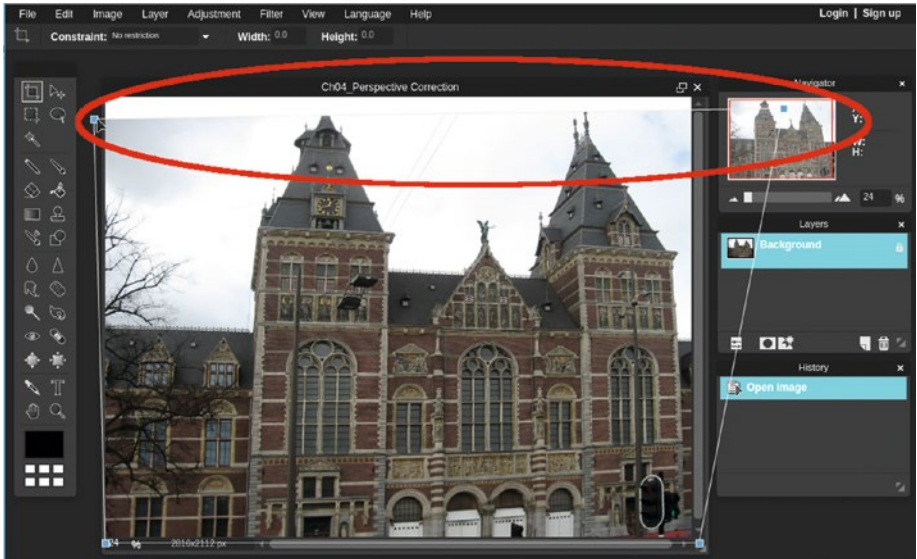 File Edit Image Layer Adjustment Filter View Language Help Login | Sign up
Constraint: No restriction Width: 0.0 Height: 0.0
Ch04_Perspective Correction
Navigator
Y:
W:
H:
24 %
Layers
Background
History
Open image
24 % 2816x2112 px